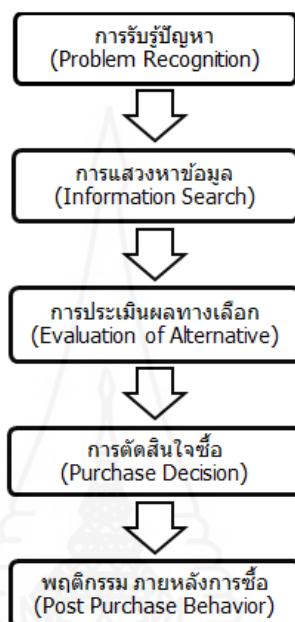 การรับรู้ปัญหา
(Problem Recognition)
การแสวงหาข้อมูล
(Information Search)
การประเมินผลทางเลือก
(Evaluation of Alternative)
การตัดสินใจซื้อ
(Purchase Decision)
พฤติกรรม ภายหลังการซื้อ
(Post Purchase Behavior)